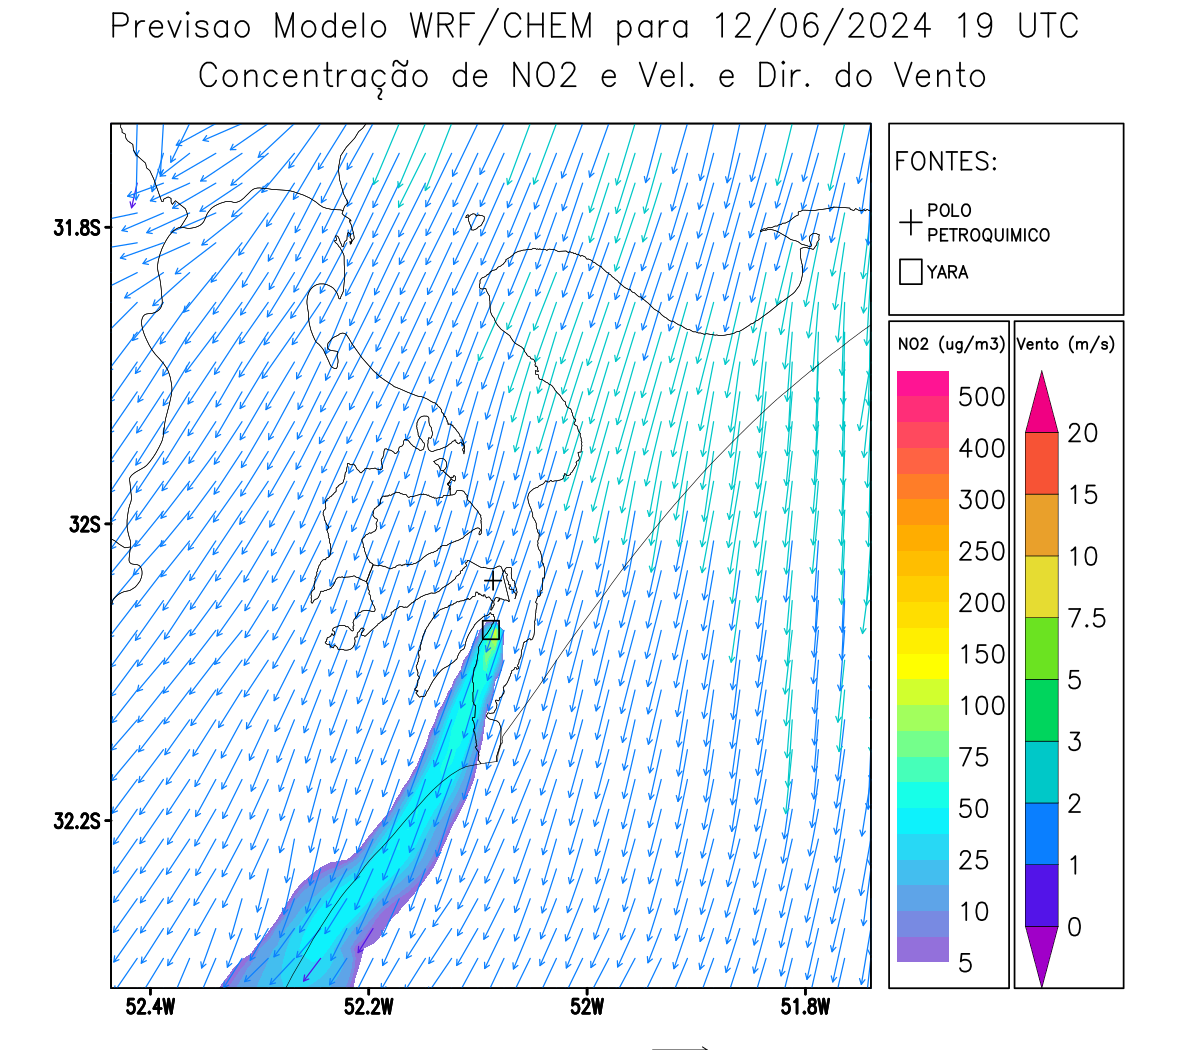 Previsao Modelo WRF/CHEM para 12/06/2024 19 UTC
Concentração de NO2 e Vel. e Dir. do Vento
FONTES:
POLO
PETROQUIMICO
YARA
31.8S
32S
32.2S
52.4W
52.2W
52W
51.8W
NO2 (ug/m3)
500
400
300
250
200
150
100
75
50
25
10
5
Vento (m/s)
20
15
10
7.5
5
3
2
1
0